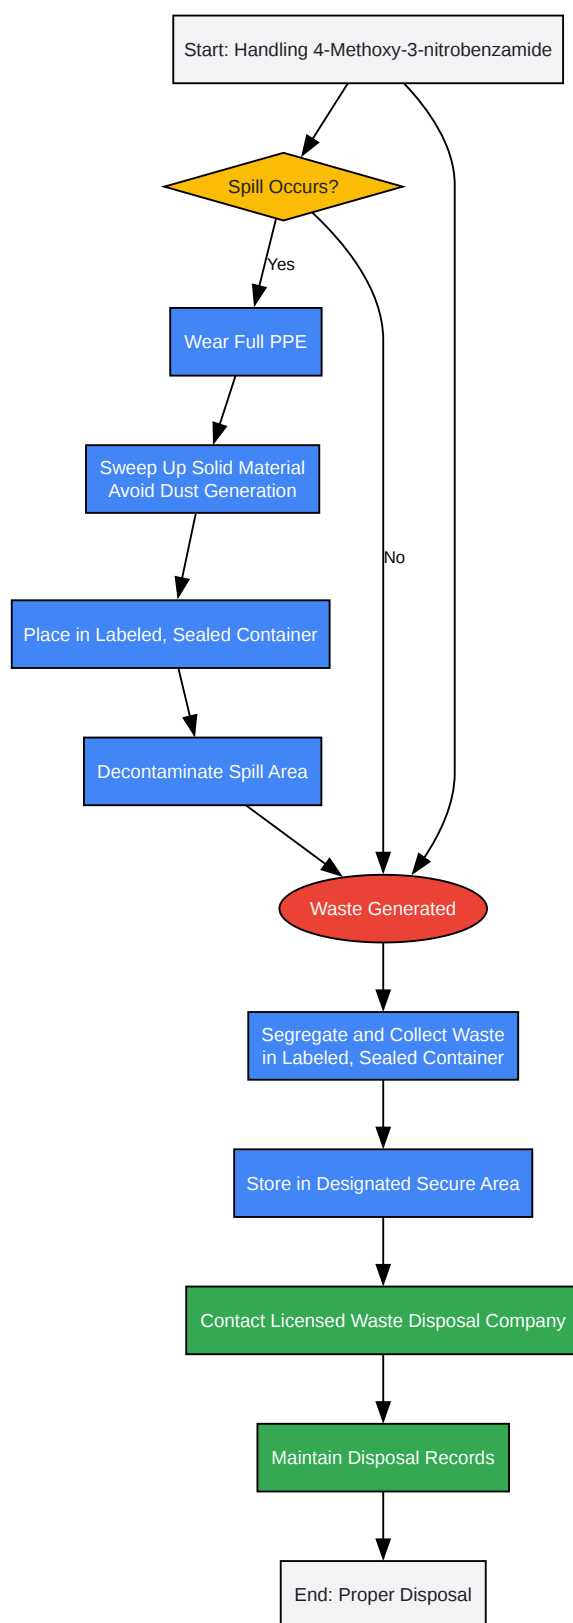 Start: Handling 4-Methoxy-3-nitrobenzamide
Spill Occurs?
Yes
Wear Full PPE
Sweep Up Solid Material
Avoid Dust Generation
No
Place in Labeled, Sealed Container
Decontaminate Spill Area
Waste Generated
Segregate and Collect Waste
in Labeled, Sealed Container
Store in Designated Secure Area
Contact Licensed Waste Disposal Company
Maintain Disposal Records
End: Proper Disposal